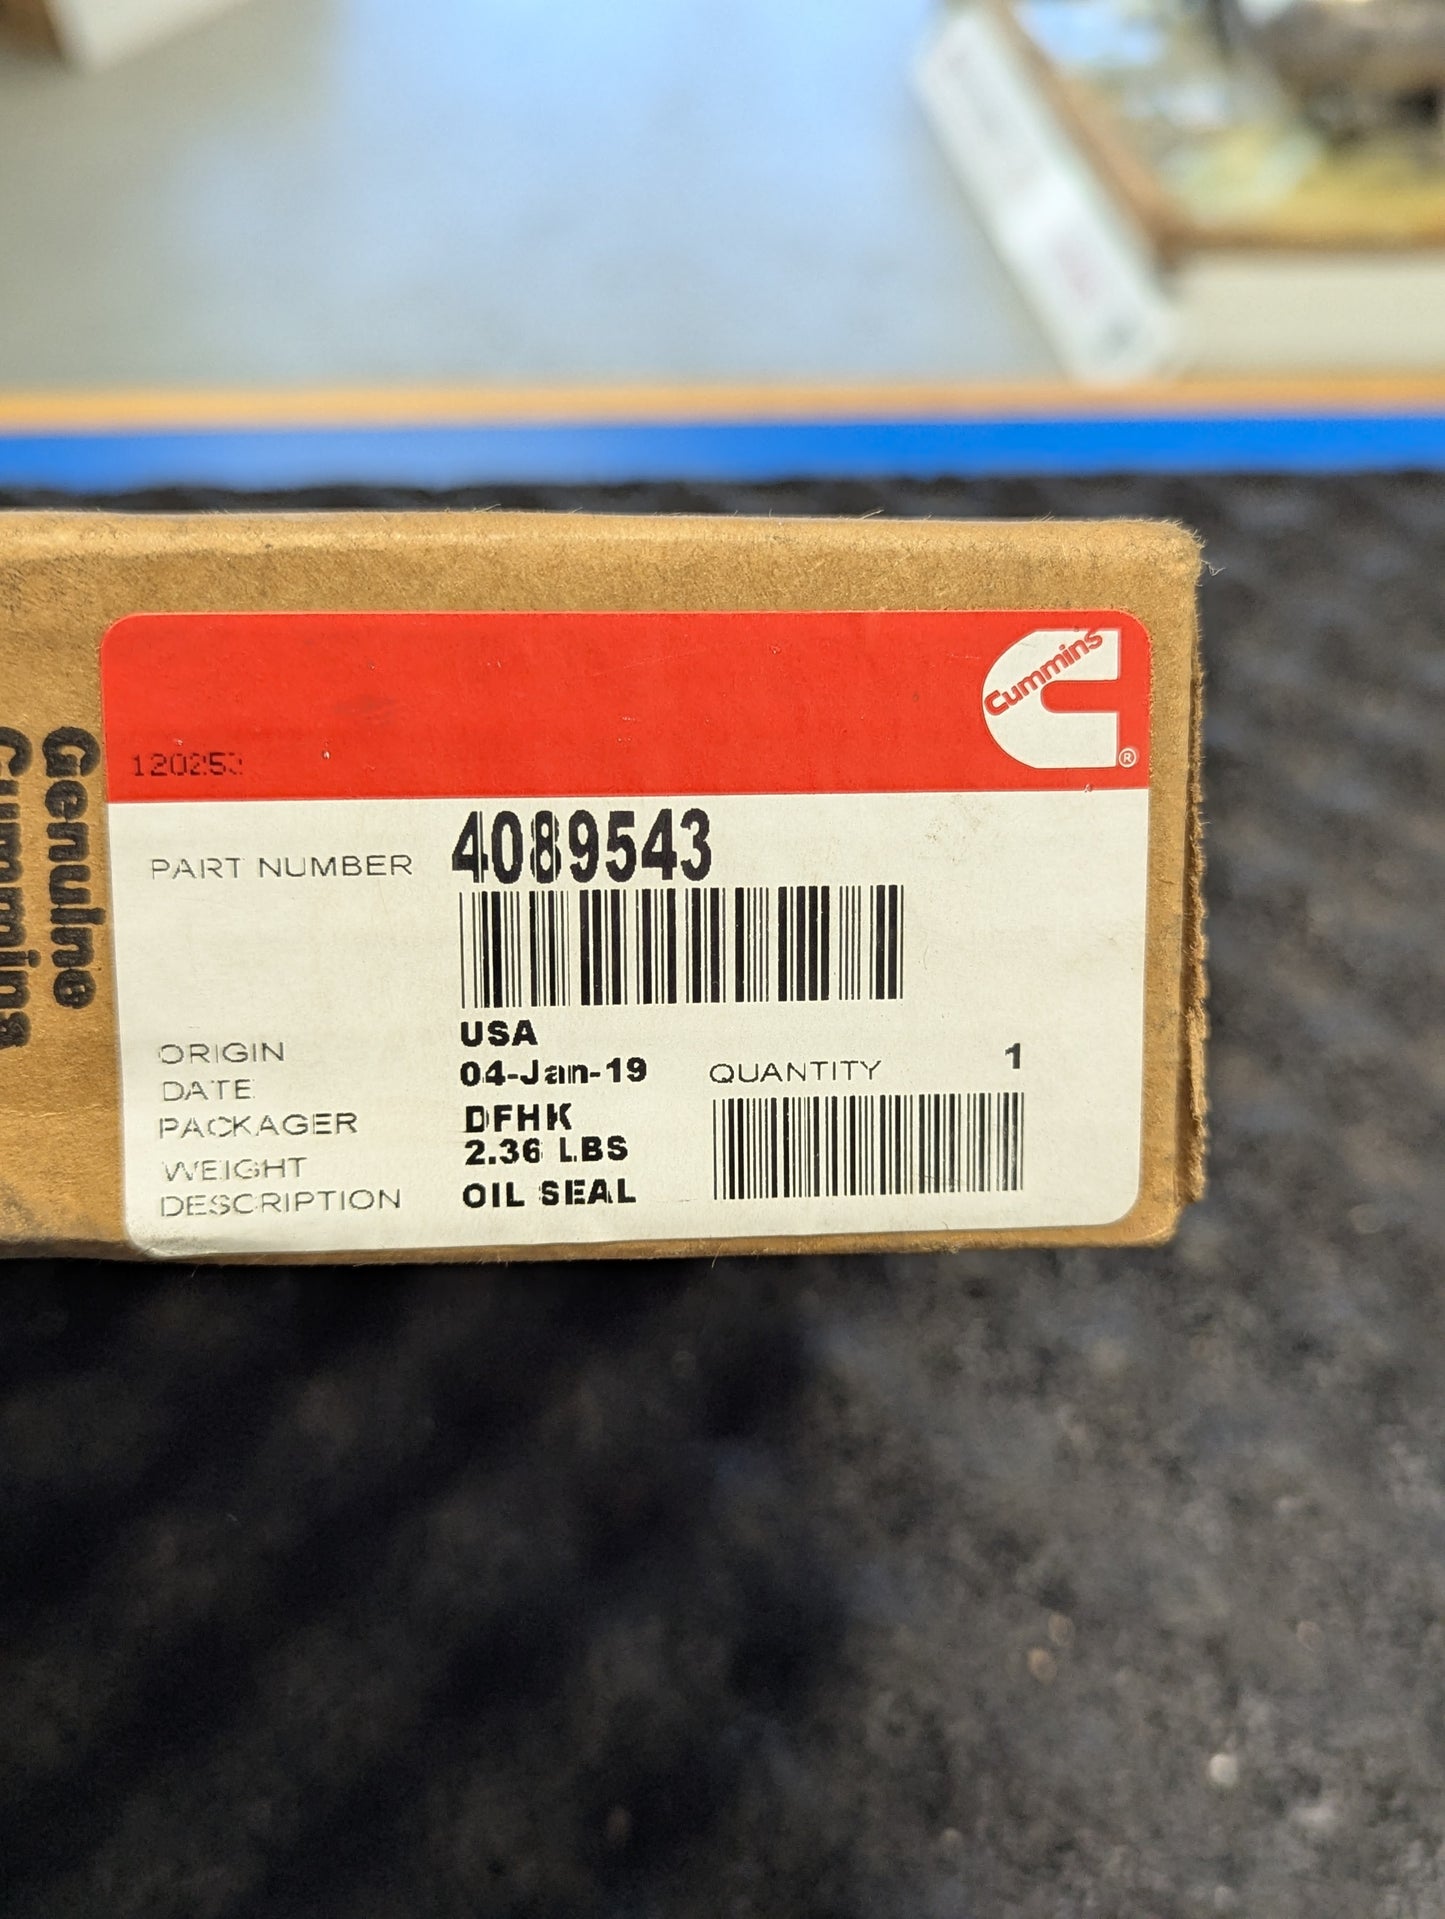 Genuine
Cummins
Cummins
®
PART NUMBER 4089543
ORIGIN USA
DATE 04-Jan-19
QUANTITY 1
PACKAGER DFHK
WEIGHT 2.36 LBS
DESCRIPTION OIL SEAL